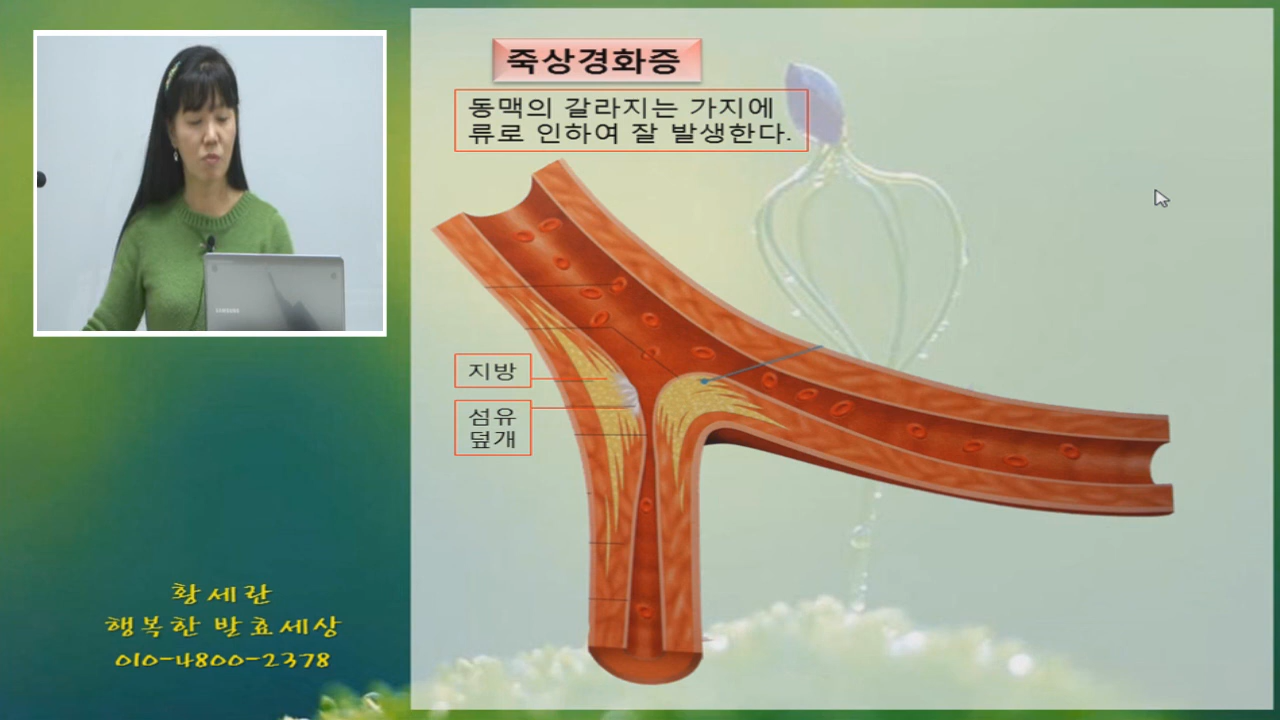 죽상경화증
동맥의 갈라지는 가지에
류로 인하여 잘 발생한다.
지방
섬유
덮개
SAMSUNG
황세란
행복한 발효세상
010-4800-2378